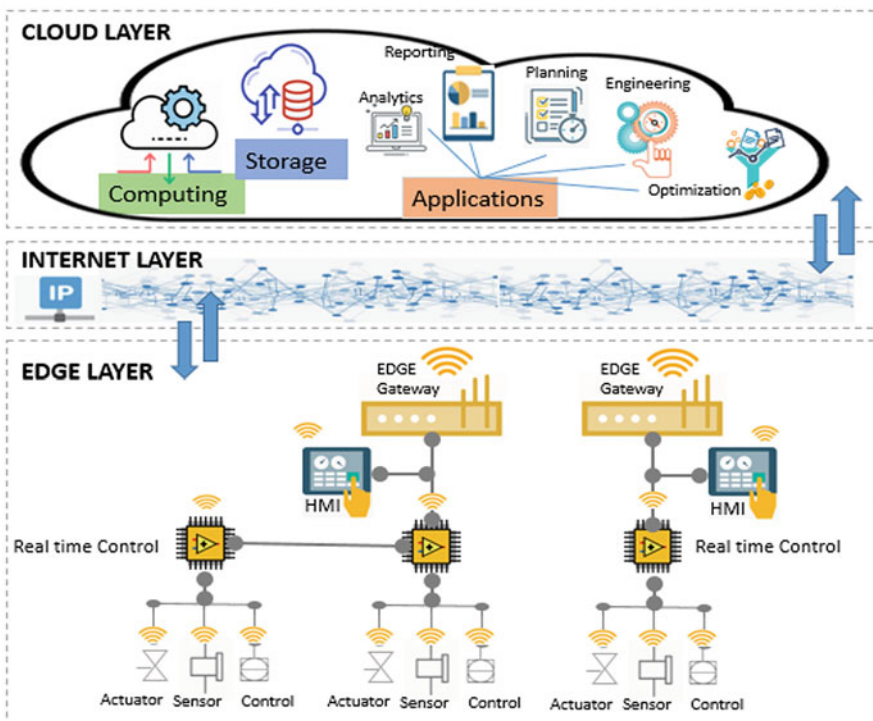 CLOUD LAYER
Reporting
Planning
Engineering
Analytics
Storage
Computing
Applications
Optimization
INTERNET LAYER
IP
EDGE LAYER
EDGE
Gateway
EDGE
Gateway
HMI
HMI
Real time Control
Real time Control
Actuator Sensor Control
Actuator Sensor Control
Actuator Sensor Control